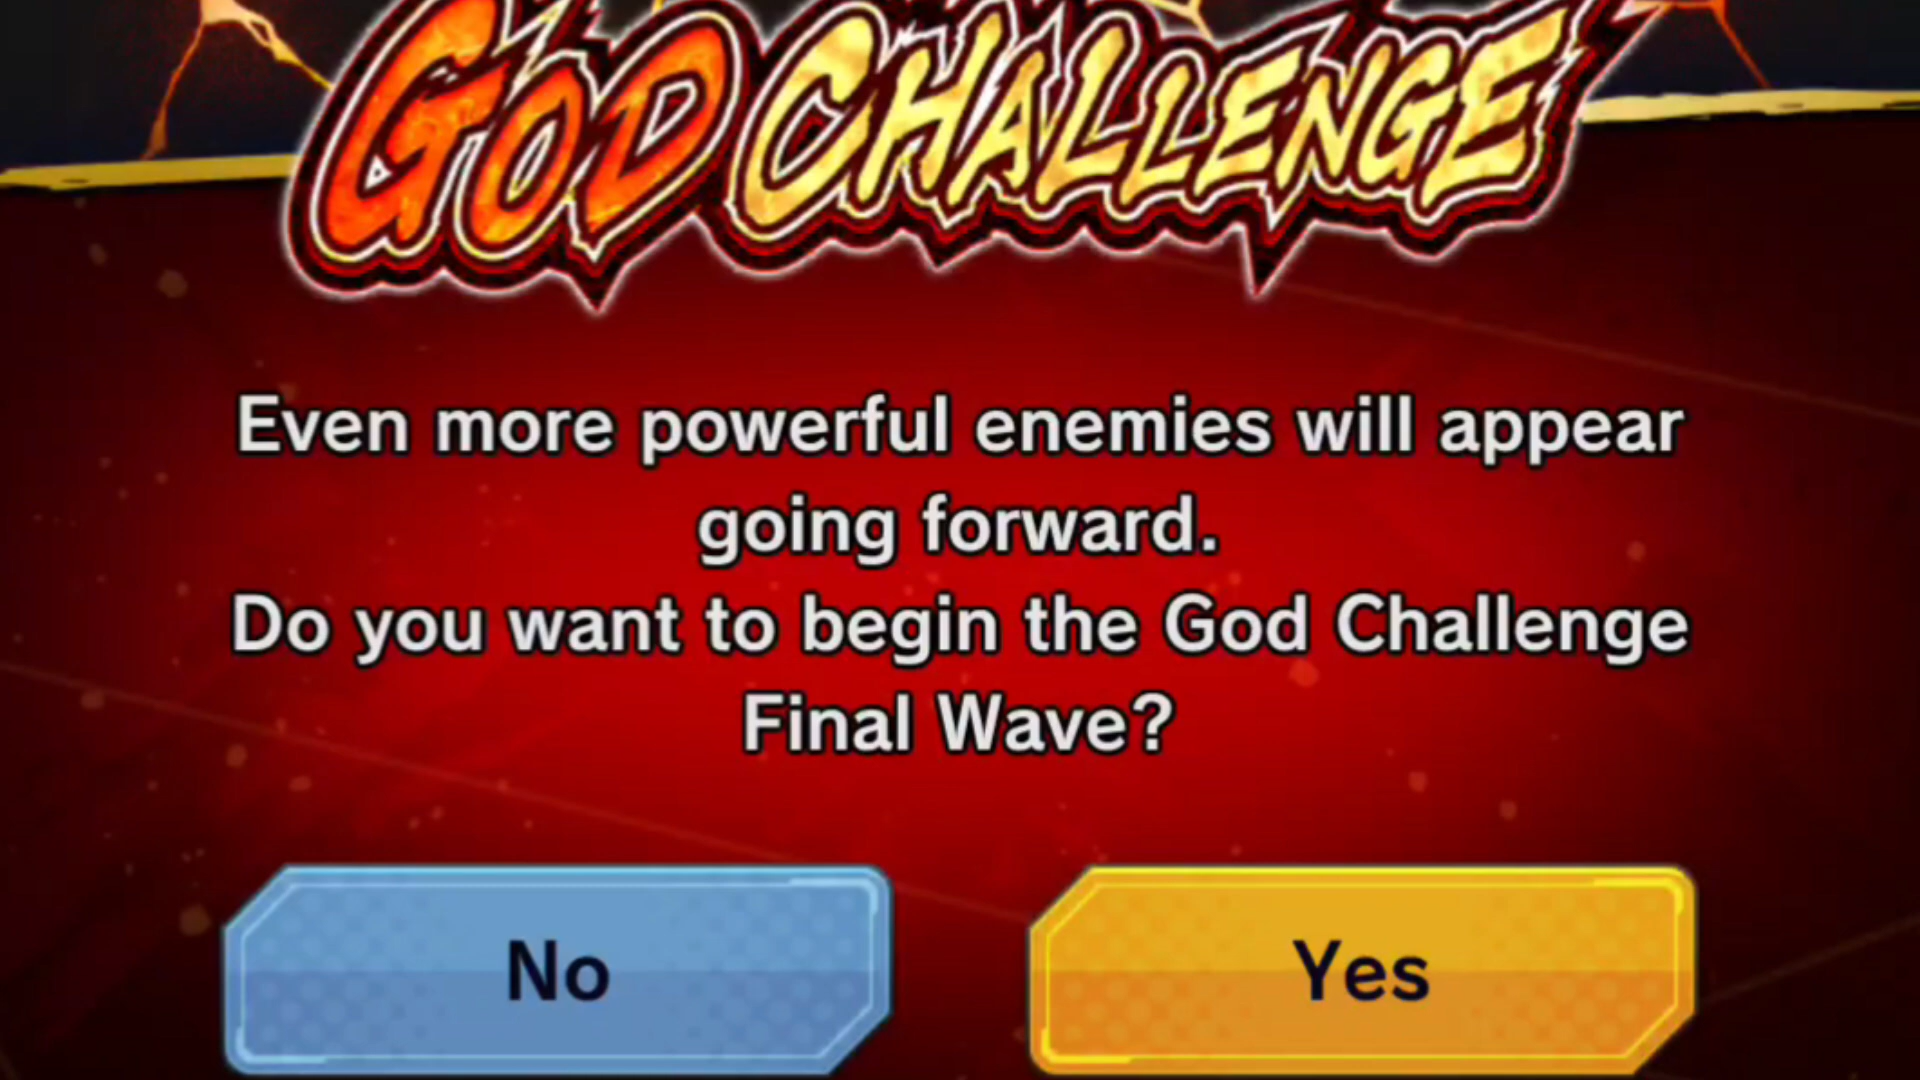 GOD CHALLENGE
Even more powerful enemies will appear
going forward.
Do you want to begin the God Challenge
Final Wave?
No
Yes